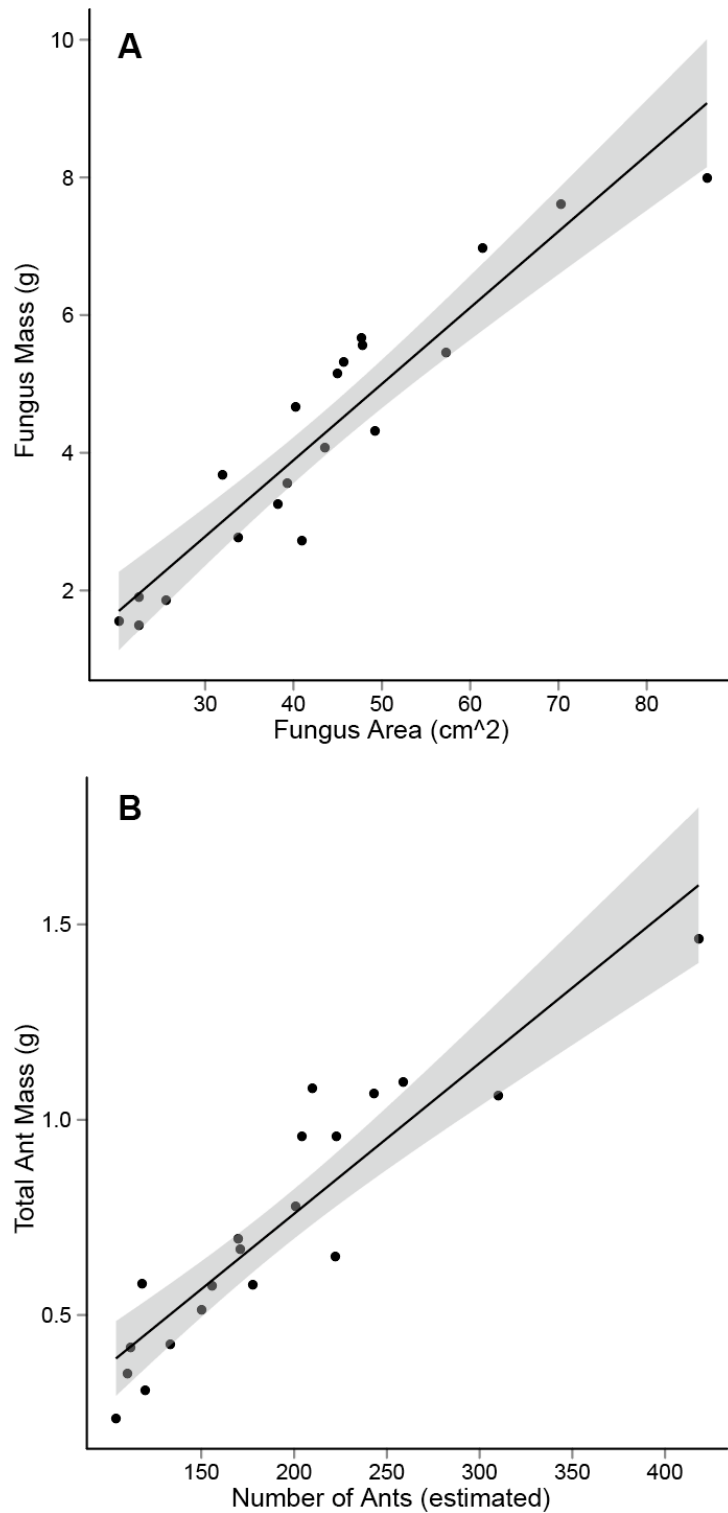 A
10
8
6
4
2
Fungus Mass (g)
30 40 50 60 70 80
Fungus Area (cm^2)
B
1.5
1.0
0.5
Total Ant Mass (g)
150 200 250 300 350 400
Number of Ants (estimated)